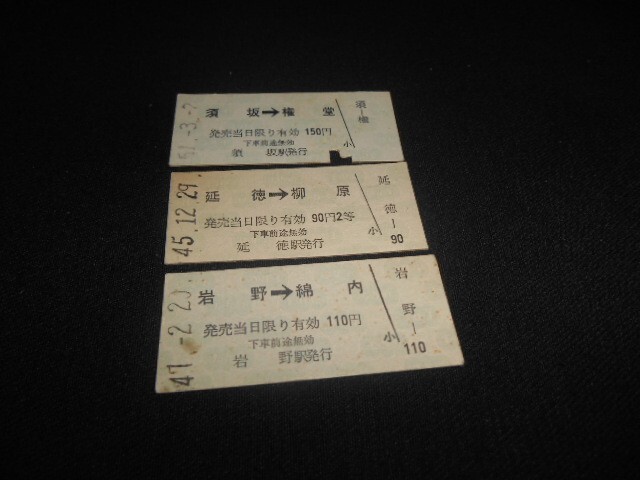 51.-3.-7
須 坂→権 堂
発売当日限り有効 150円
下車前途無効
須 坂駅発行
須―権
小
45.12.29.
延 徳→柳 原
発売当日限り有効 90円2等
下車前途無効
延 徳駅発行
延 徳―
小 90
47.-2.20.
岩 野→綿 内
発売当日限り有効 110円
下車前途無効
岩 野駅発行
岩 野―
小 110